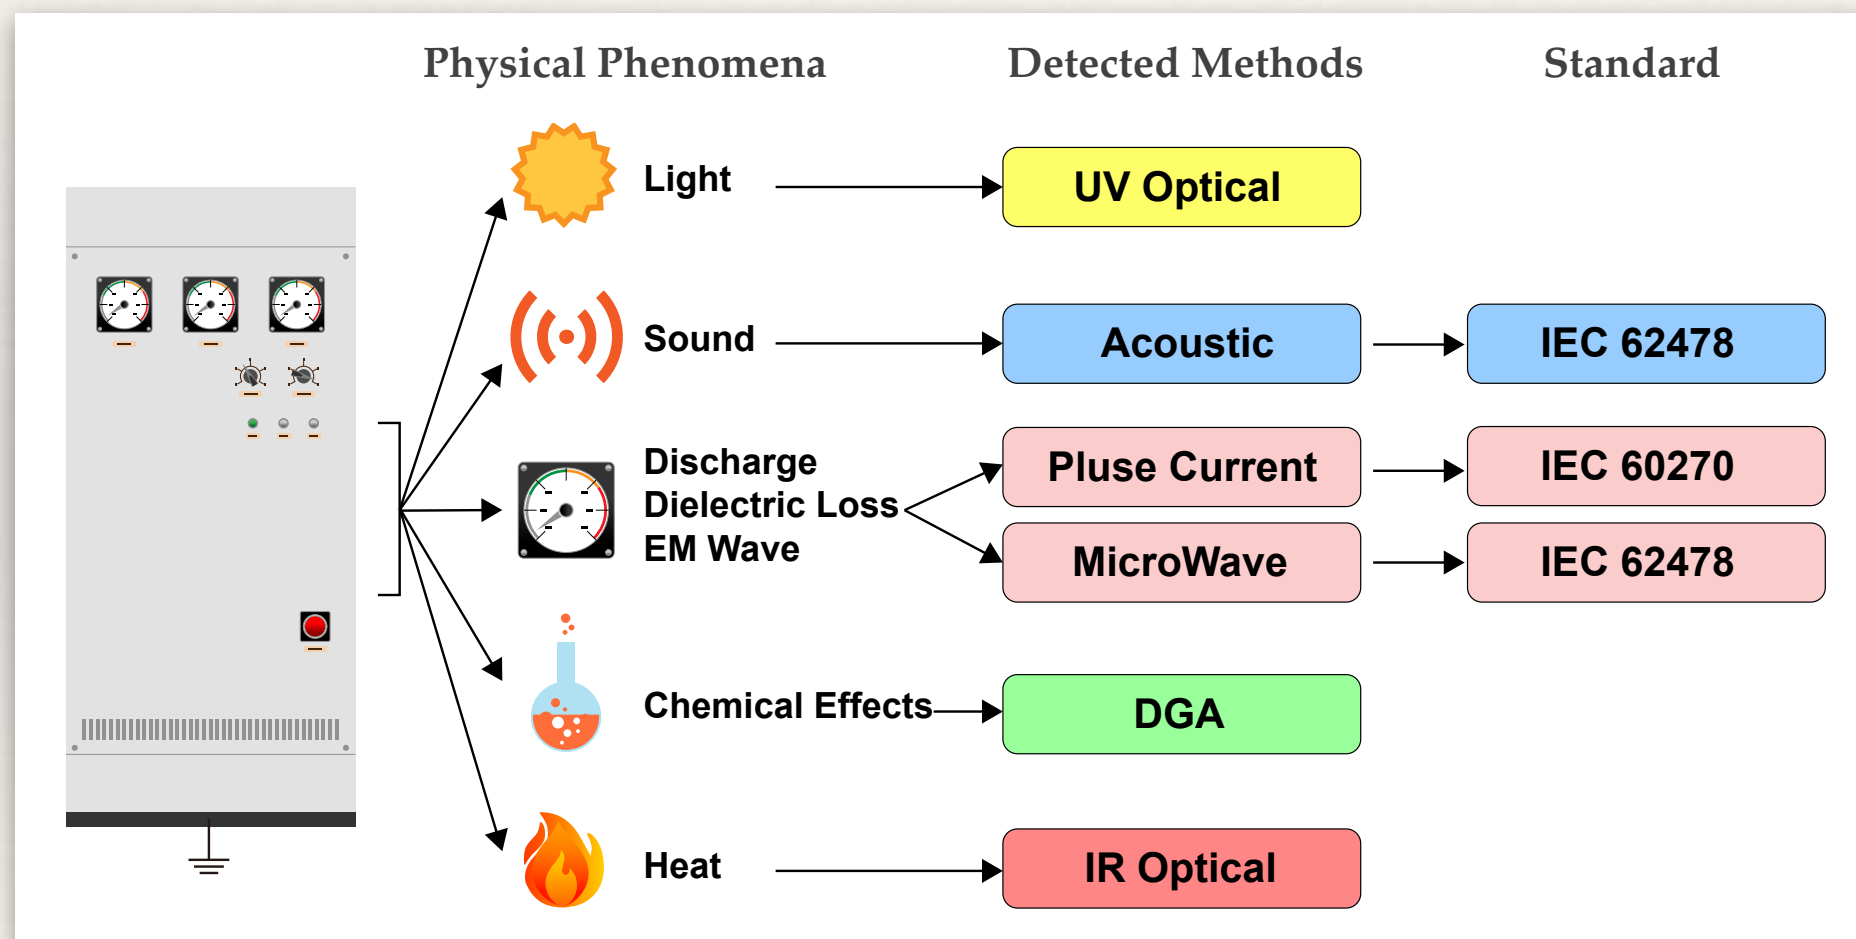 Physical Phenomena
Detected Methods
Standard
Light
UV Optical
Sound
Acoustic
IEC 62478
Discharge
Dielectric Loss
EM Wave
Pluse Current
IEC 60270
MicroWave
IEC 62478
Chemical Effects
DGA
Heat
IR Optical